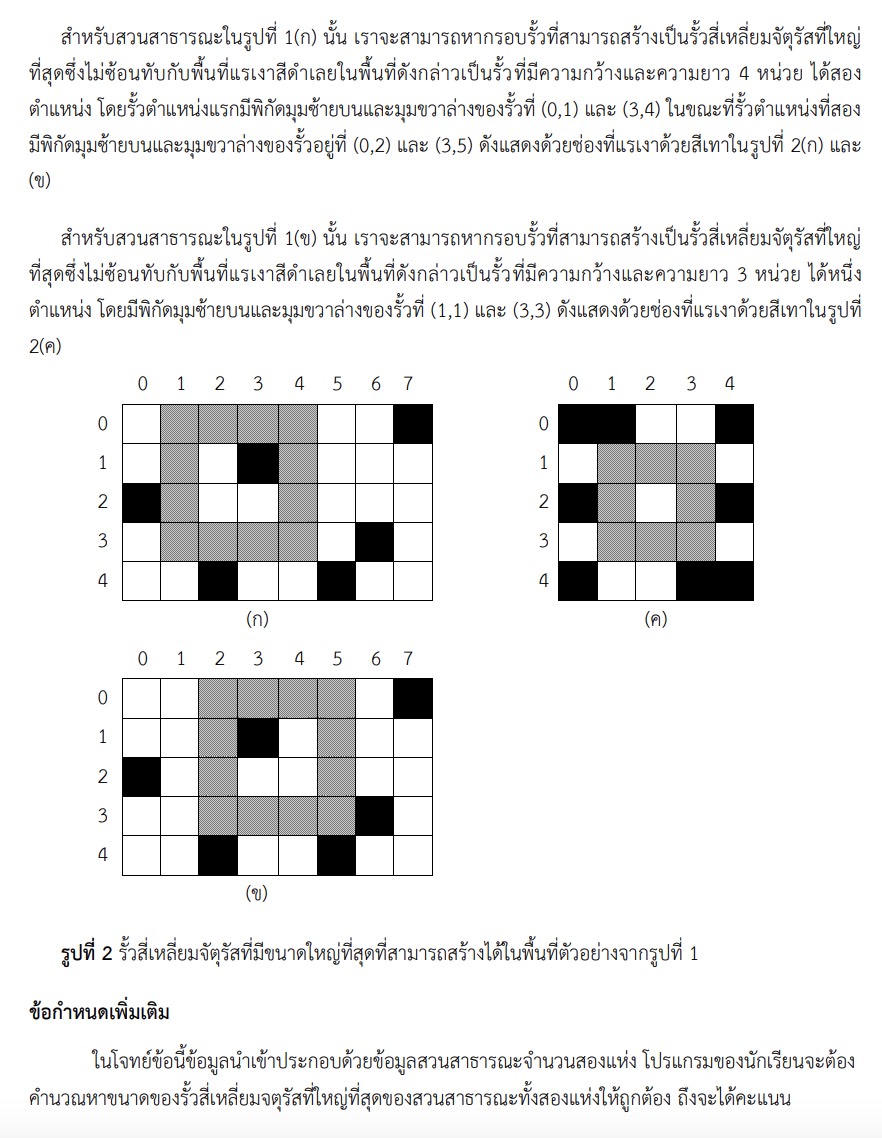 สำหรับสวนสาธารณะในรูปที่ 1(ก) นั้น เราจะสามารถหากรอบรั้วที่สามารถสร้างเป็นรั้วสี่เหลี่ยมจัตุรัสที่ใหญ่
ที่สุดซึ่งไม่ซ้อนทับกับพื้นที่แรเงาสีดำเลยในพื้นที่ดังกล่าวเป็นรั้วที่มีความกว้างและความยาว 4 หน่วย ได้สอง
ตำแหน่ง โดยรั้วตำแหน่งแรกมีพิกัดมุมซ้ายบนและมุมขวาล่างของรั้วที่ (0,1) และ (3,4) ในขณะที่รั้วตำแหน่งที่สอง
มีพิกัดมุมซ้ายบนและมุมขวาล่างของรั้วอยู่ที่ (0,2) และ (3,5) ดังแสดงด้วยช่องที่แรเงาด้วยสีเทาในรูปที่ 2(ก) และ
(ข)
สำหรับสวนสาธารณะในรูปที่ 1(ข) นั้น เราจะสามารถหากรอบรั้วที่สามารถสร้างเป็นรั้วสี่เหลี่ยมจัตุรัสที่ใหญ่
ที่สุดซึ่งไม่ซ้อนทับกับพื้นที่แรเงาสีดำเลยในพื้นที่ดังกล่าวเป็นรั้วที่มีความกว้างและความยาว 3 หน่วย ได้หนึ่ง
ตำแหน่ง โดยมีพิกัดมุมซ้ายบนและมุมขวาล่างของรั้วที่ (1,1) และ (3,3) ดังแสดงด้วยช่องที่แรเงาด้วยสีเทาในรูปที่
2(ค)
0 1 2 3 4 5 6 7
0
1
2
3
4
(ก)
0 1 2 3 4
0
1
2
3
4
(ค)
0 1 2 3 4 5 6 7
0
1
2
3
4
(ข)
รูปที่ 2 รั้วสี่เหลี่ยมจัตุรัสที่มีขนาดใหญ่ที่สุดที่สามารถสร้างได้ในพื้นที่ตัวอย่างจากรูปที่ 1
ข้อกำหนดเพิ่มเติม
ในโจทย์ข้อนี้ข้อมูลนำเข้าประกอบด้วยข้อมูลสวนสาธารณะจำนวนสองแห่ง โปรแกรมของนักเรียนจะต้อง
คำนวณหาขนาดของรั้วสี่เหลี่ยมจัตุรัสที่ใหญ่ที่สุดของสวนสาธารณะทั้งสองแห่งให้ถูกต้อง ถึงจะได้คะแนน